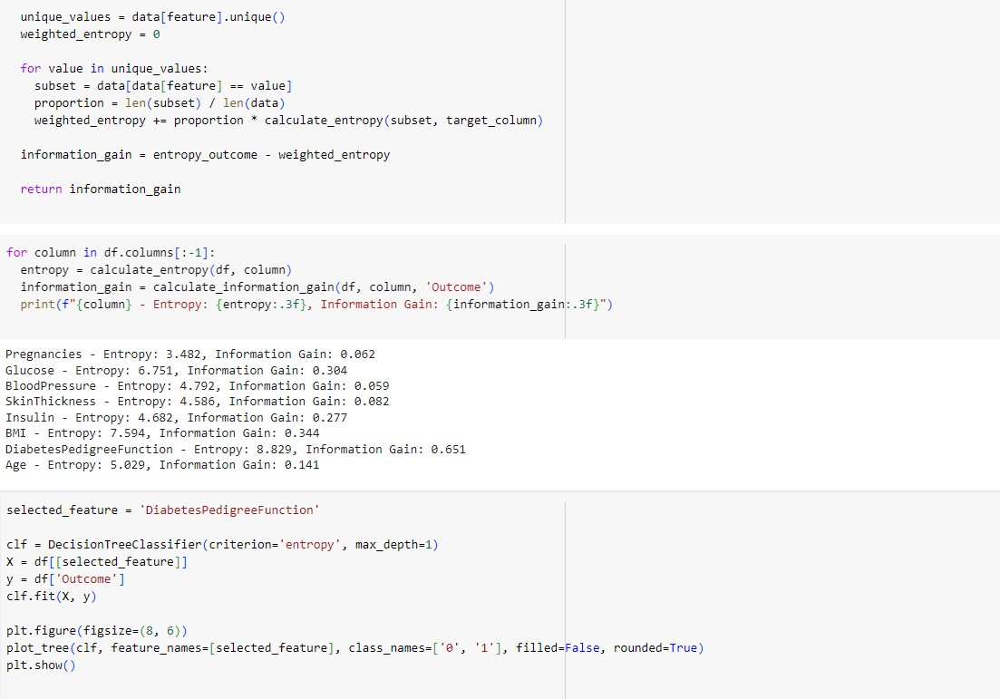 unique_values = data[feature].unique()
weighted_entropy = 0
for value in unique_values:
subset = data[data[feature] == value]
proportion = len(subset) / len(data)
weighted_entropy += proportion * calculate_entropy(subset, target_column)
information_gain = entropy_outcome - weighted_entropy
return information_gain
for column in df.columns[:-1]:
entropy = calculate_entropy(df, column)
information_gain = calculate_information_gain(df, column, 'Outcome')
print(f"{column} - Entropy: {entropy:.3f}, Information Gain: {information_gain:.3f}")
Pregnancies - Entropy: 3.482, Information Gain: 0.062
Glucose - Entropy: 6.751, Information Gain: 0.304
BloodPressure - Entropy: 4.792, Information Gain: 0.059
SkinThickness - Entropy: 4.586, Information Gain: 0.082
Insulin - Entropy: 4.682, Information Gain: 0.277
BMI - Entropy: 7.594, Information Gain: 0.344
DiabetesPedigreeFunction - Entropy: 8.829, Information Gain: 0.651
Age - Entropy: 5.029, Information Gain: 0.141
selected_feature = 'DiabetesPedigreeFunction'
clf = DecisionTreeClassifier(criterion='entropy', max_depth=1)
X = df[[selected_feature]]
y = df['Outcome']
clf.fit(X, y)
plt.figure(figsize=(8, 6))
plot_tree(clf, feature_names=[selected_feature], class_names=['0', '1'], filled=False, rounded=True)
plt.show()